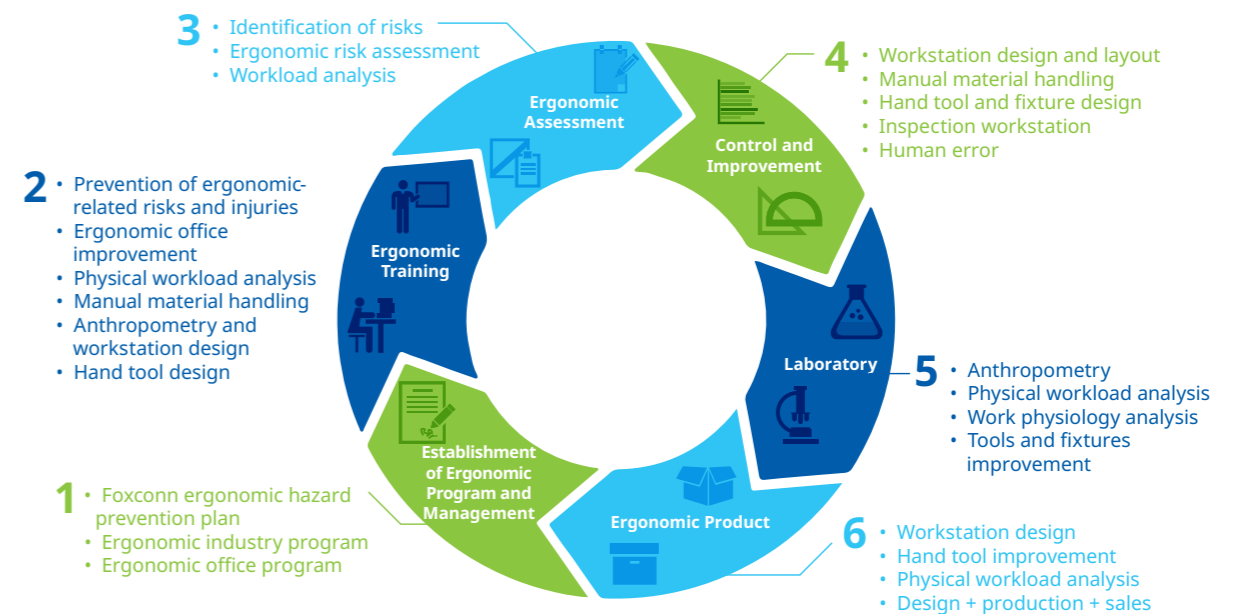 3
• Identification of risks
• Ergonomic risk assessment
• Workload analysis
Ergonomic
Assessment
4
• Workstation design and layout
• Manual material handling
• Hand tool and fixture design
• Inspection workstation
• Human error
Control and
Improvement
2
• Prevention of ergonomic-
related risks and injuries
• Ergonomic office
improvement
• Physical workload analysis
• Manual material handling
• Anthropometry and
workstation design
• Hand tool design
Ergonomic
Training
Laboratory
5
• Anthropometry
• Physical workload analysis
• Work physiology analysis
• Tools and fixtures
improvement
1
• Foxconn ergonomic hazard
prevention plan
• Ergonomic industry program
• Ergonomic office program
Establishment
of Ergonomic
Program and
Management
Ergonomic Product
6
• Workstation design
• Hand tool improvement
• Physical workload analysis
• Design + production + sales